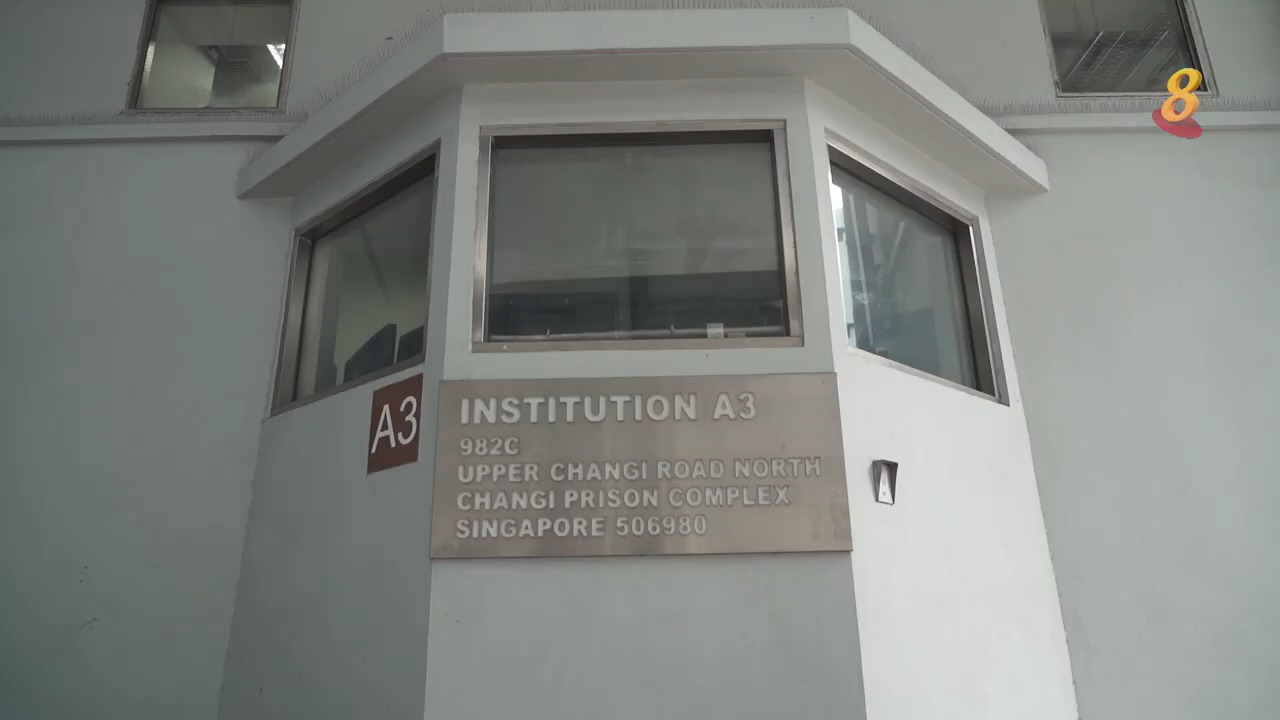 8
A3
INSTITUTION A3
982C
UPPER CHANGI ROAD NORTH
CHANGI PRISON COMPLEX
SINGAPORE 506980